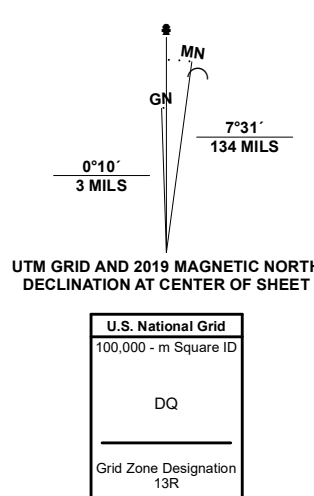 MN
GN
7°31´
134 MILS
0°10´
3 MILS
UTM GRID AND 2019 MAGNETIC NORTH
DECLINATION AT CENTER OF SHEET
U.S. National Grid
100,000 - m Square ID
DQ
Grid Zone Designation
13R